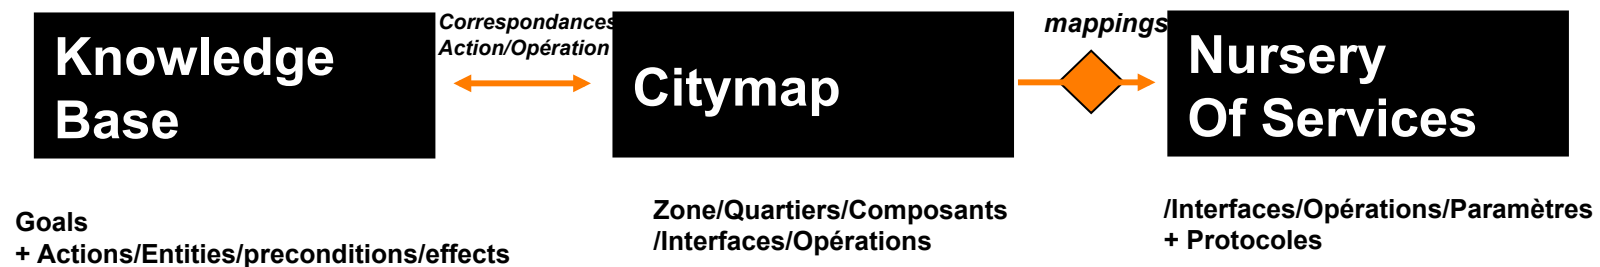 Knowledge
Base
Correspondances
Action/Opération
Citymap
mappings
Nursery
Of Services
Goals
+ Actions/Entities/preconditions/effects
Zone/Quartiers/Composants
/Interfaces/Opérations
/Interfaces/Opérations/Paramètres
+ Protocoles